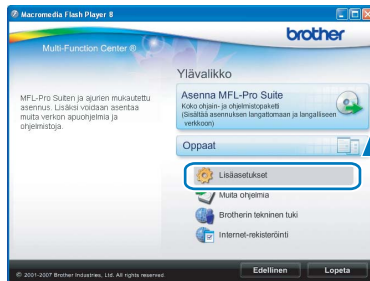 Macromedia Flash Player 8
brother
Multi-Function Center ®
Ylävalikko
MFL-Pro Suiten ja ajurien mukautettu
asennus. Lisäksi voidaan asentaa
muita verkon apuohjelmia ja
ohjelmistoja.
Asenna MFL-Pro Suite
Koko ohjain- ja ohjelmistopaketti
(Sisältää asennuksen langattomaan ja langalliseen
verkkoon)
Oppaat
Lisäasetukset
Muita ohjelmia
Brotherin tekninen tuki
Internet-rekisteröinti
© 2001-2007 Brother Industries, Ltd. All rights reserved
Edellinen
Lopeta